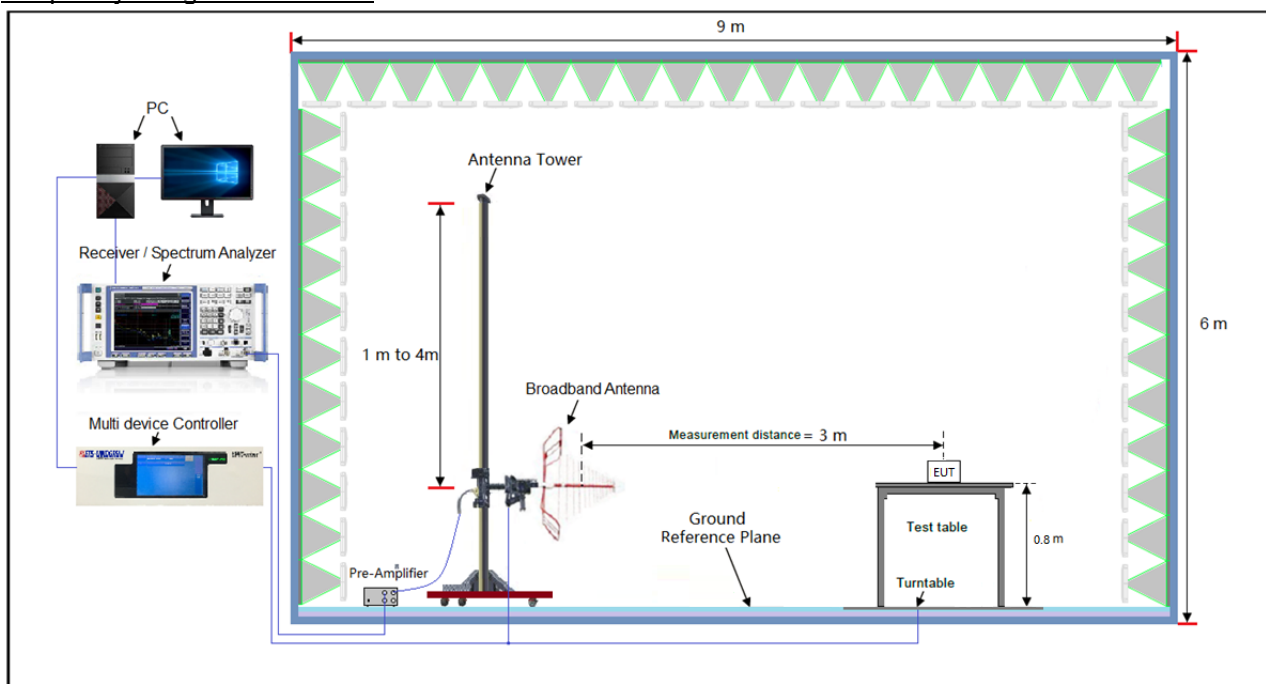 9 m
PC
Antenna Tower
Receiver / Spectrum Analyzer
6 m
1 m to 4m
Broadband Antenna
Measurement distance = 3 m
Multi device Controller
EUT
Ground
Reference Plane
Test table
0.8 m
Pre-Amplifier
Turntable